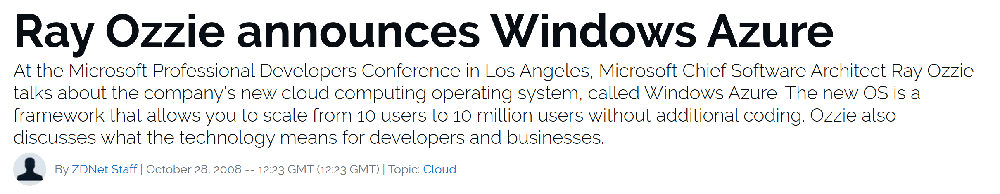 Ray Ozzie announces Windows Azure
At the Microsoft Professional Developers Conference in Los Angeles, Microsoft Chief Software Architect Ray Ozzie
talks about the company's new cloud computing operating system, called Windows Azure. The new OS is a
framework that allows you to scale from 10 users to 10 million users without additional coding. Ozzie also
discusses what the technology means for developers and businesses.
By ZDNet Staff | October 28, 2008 -- 12:23 GMT (12:23 GMT) | Topic: Cloud